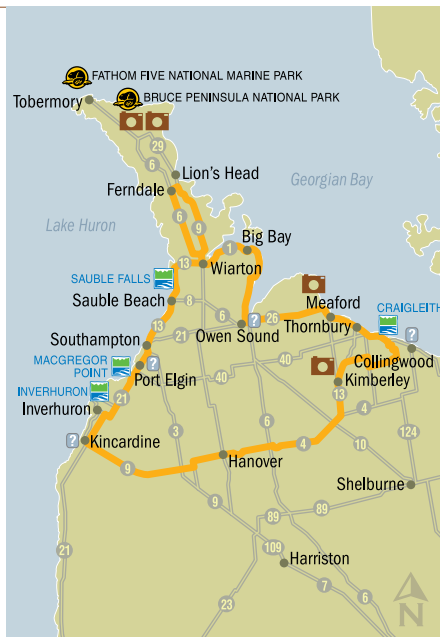 FATHOM FIVE NATIONAL MARINE PARK
Tobermory
BRUCE PENINSULA NATIONAL PARK
29
6
Lion's Head
Georgian Bay
Ferndale
6
9
Lake Huron
Big Bay
1
13
Wiarton
SAUBLE FALLS
Sauble Beach
8
6
Meaford
CRAIGLEITH
13
Owen Sound
?
26
Thornbury
Southampton
21
?
MACGREGOR
POINT
?
Port Elgin
40
40
Collingwood
Kimberley
INVERHURON
21
13
4
Inverhuron
?
Kincardine
3
6
4
10
124
9
Hanover
Shelburne
9
89
89
21
109
Harriston
7
6
23
N